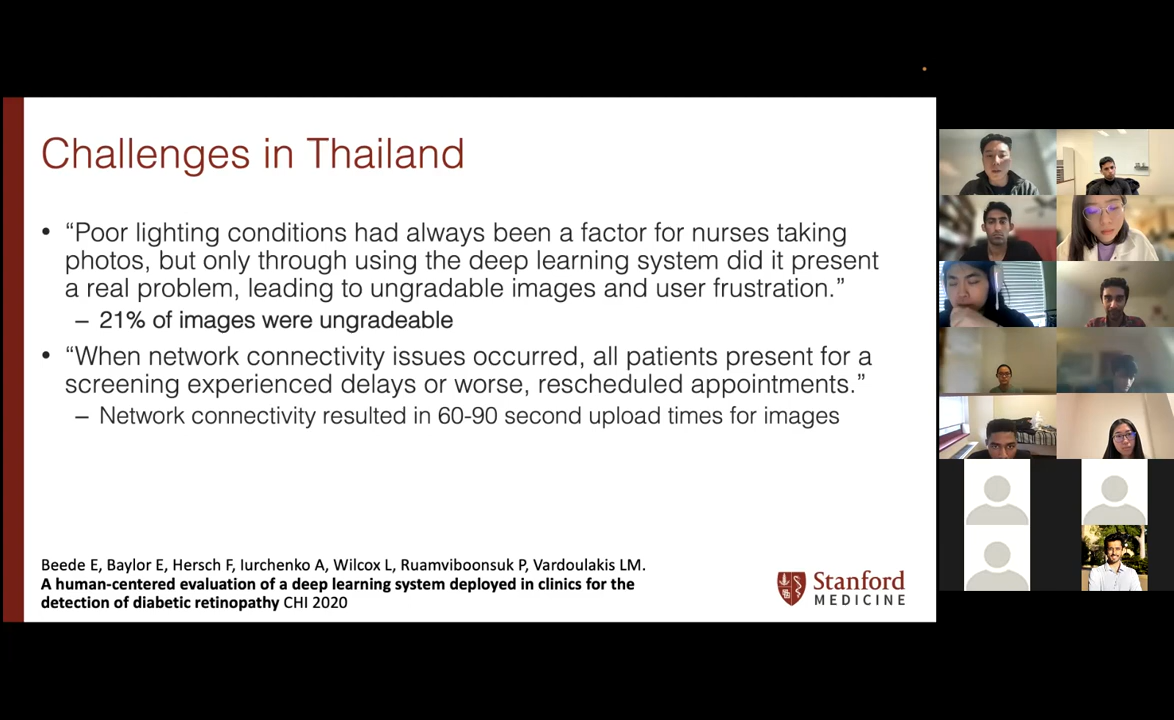 Challenges in Thailand
• “Poor lighting conditions had always been a factor for nurses taking
photos, but only through using the deep learning system did it present
a real problem, leading to ungradable images and user frustration.”
– 21% of images were ungradeable
• “When network connectivity issues occurred, all patients present for a
screening experienced delays or worse, rescheduled appointments.”
– Network connectivity resulted in 60-90 second upload times for images
Beede E, Baylor E, Hersch F, Iurchenko A, Wilcox L, Ruamviboonsuk P, Vardoulakis LM.
A human-centered evaluation of a deep learning system deployed in clinics for the
detection of diabetic retinopathy CHI 2020
Stanford
MEDICINE